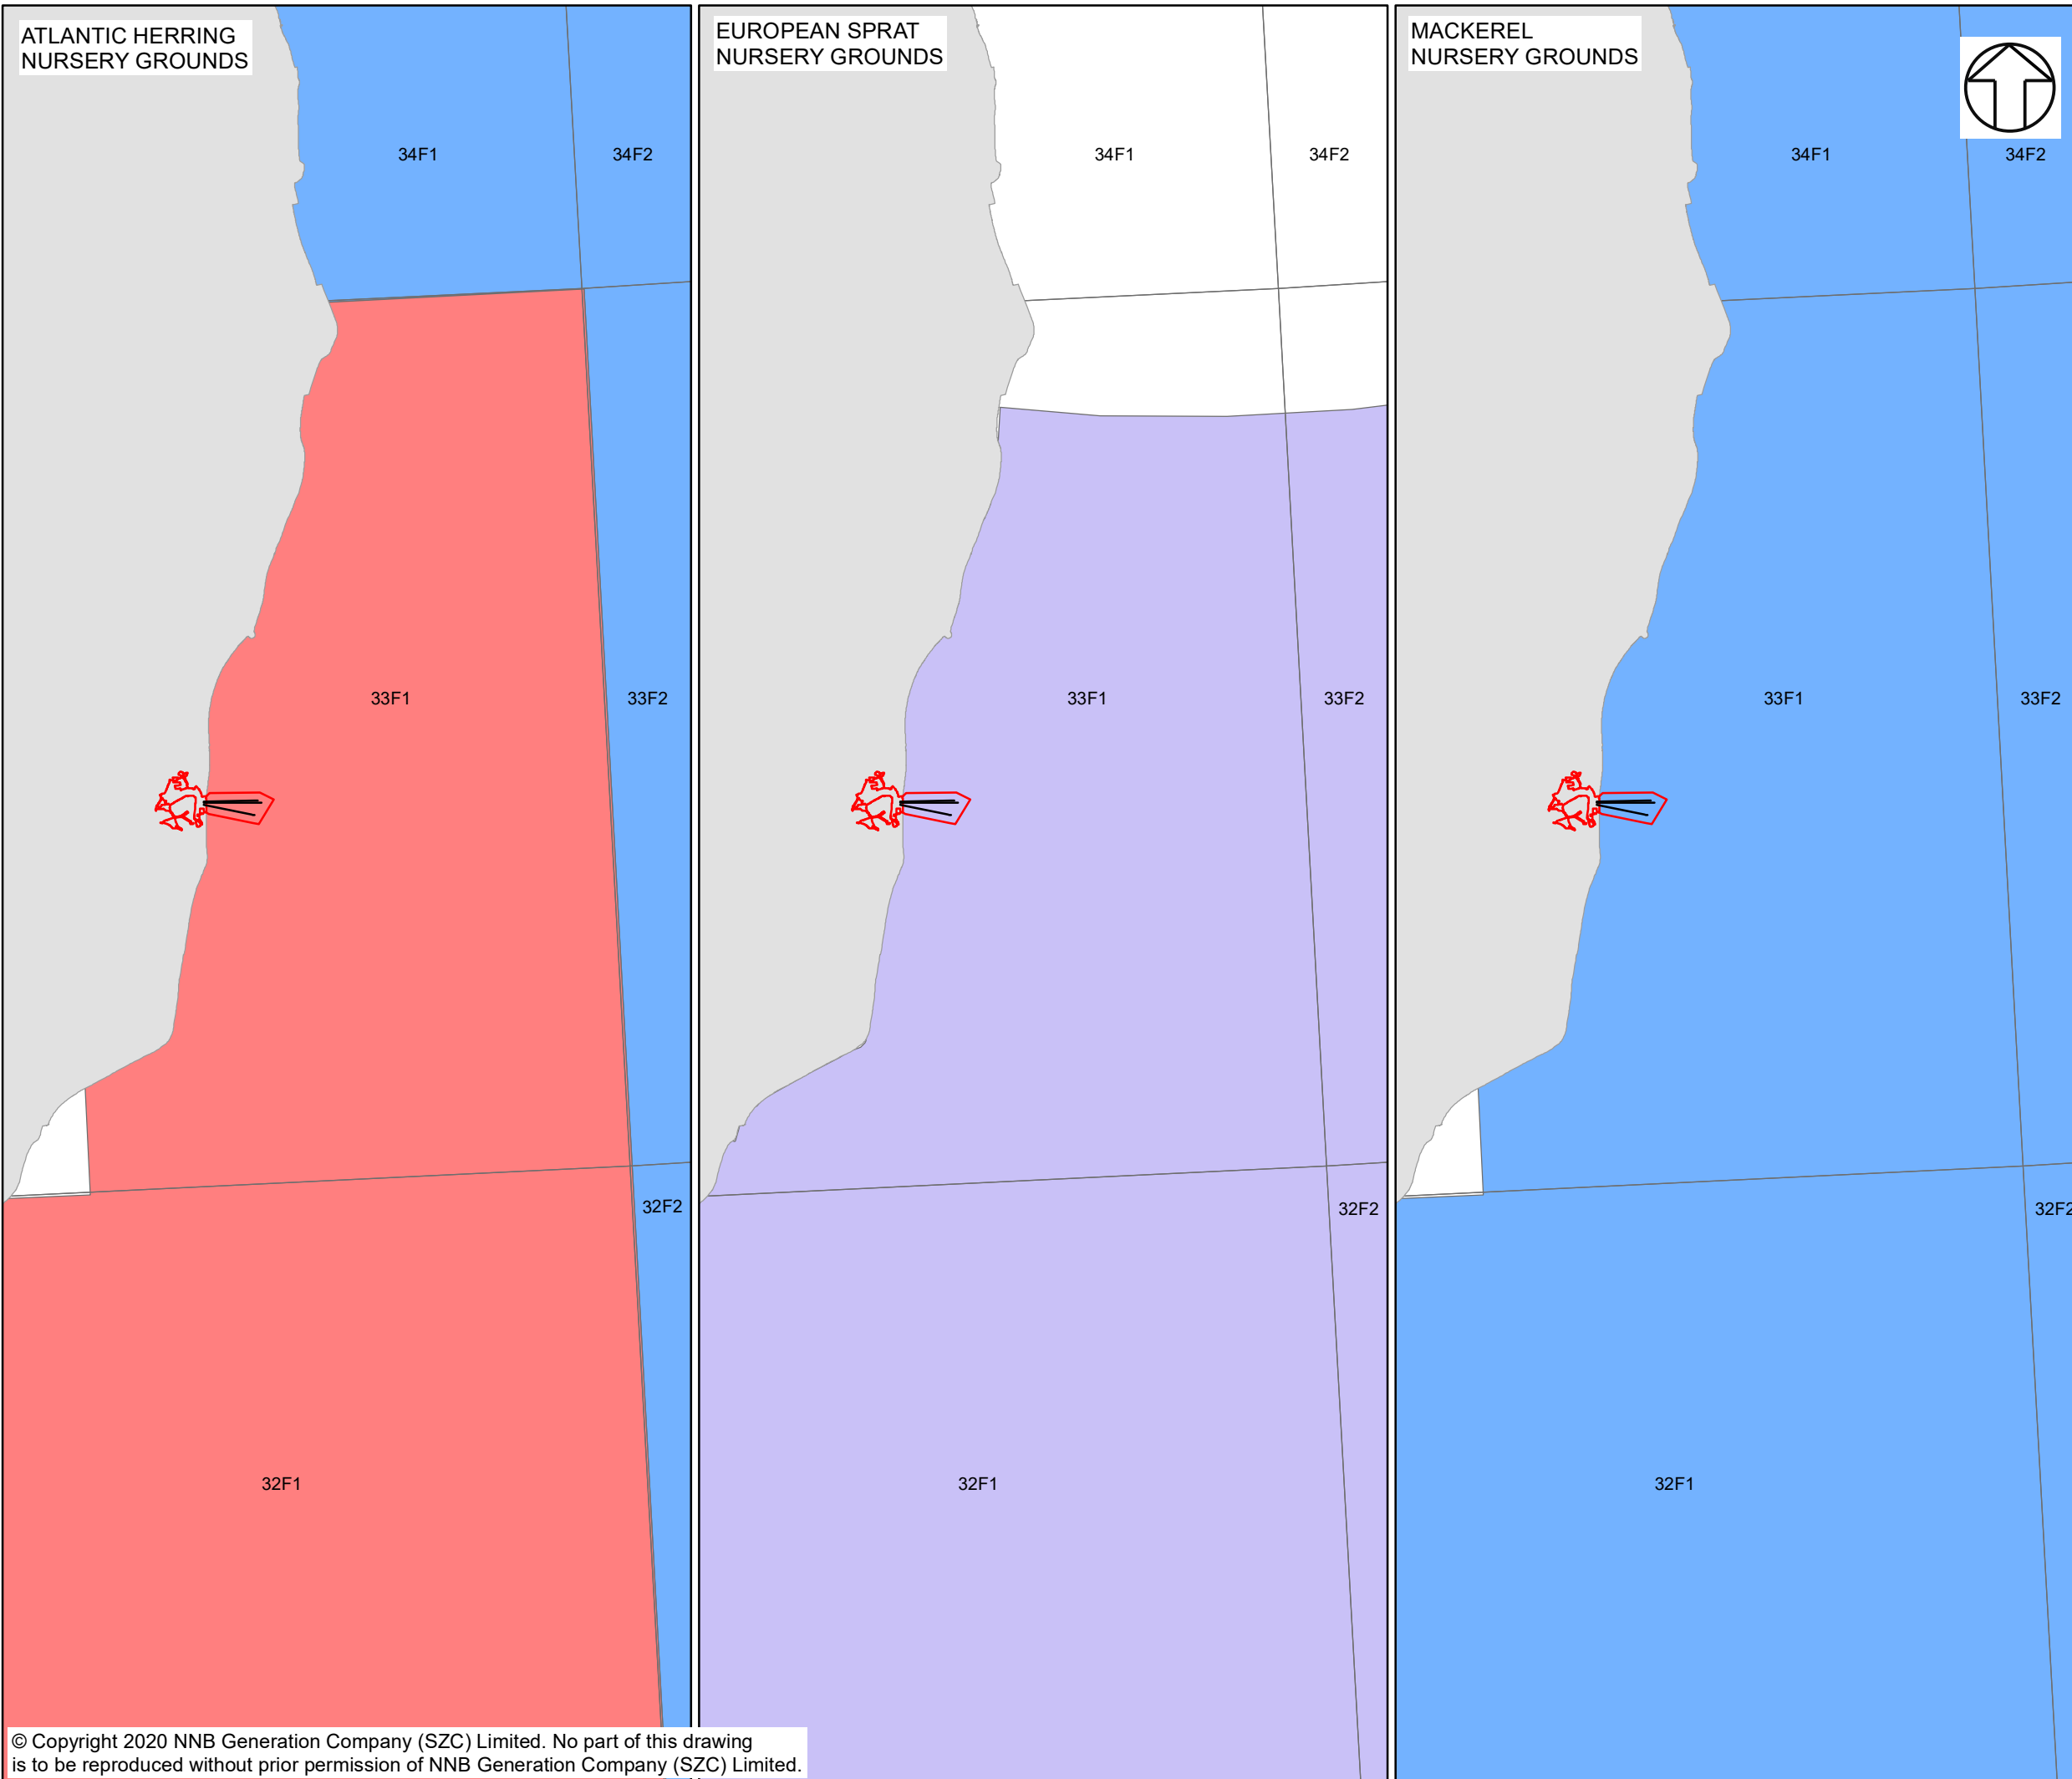 ATLANTIC HERRING
NURSERY GROUNDS
34F1
34F2
33F1
33F2
32F2
32F1
EUROPEAN SPRAT
NURSERY GROUNDS
34F1
34F2
33F1
33F2
32F2
32F1
MACKEREL
NURSERY GROUNDS
34F1
34F2
33F1
33F2
32F2
32F1
© Copyright 2020 NNB Generation Company (SZC) Limited. No part of this drawing
is to be reproduced without prior permission of NNB Generation Company (SZC) Limited.